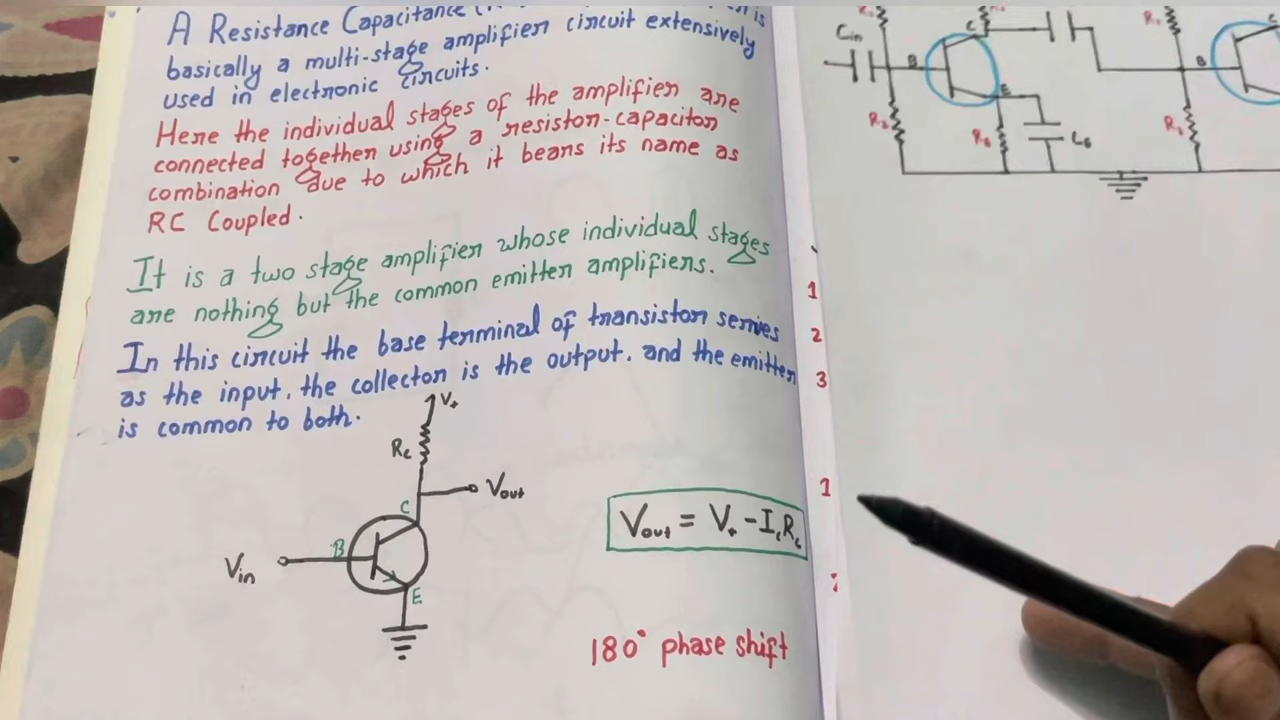 A Resistance Capacitance
is
basically a multi-stage amplifier circuit extensively
used in electronic circuits.
Here the individual stages of the amplifier are
connected together using a resistor-capacitor
combination due to which it bears its name as
RC Coupled.
It is a two stage amplifier whose individual stages
are nothing but the common emitter amplifiers.
In this circuit the base terminal of transistor serves
as the input, the collector is the output, and the emitter
is common to both.
V+
Rc
Vout
C
B
Vin
E
Vout = V+ - IcRc
180° phase shift
Cin
B
C
E
R2
R1
B
R2
1
2
3
1